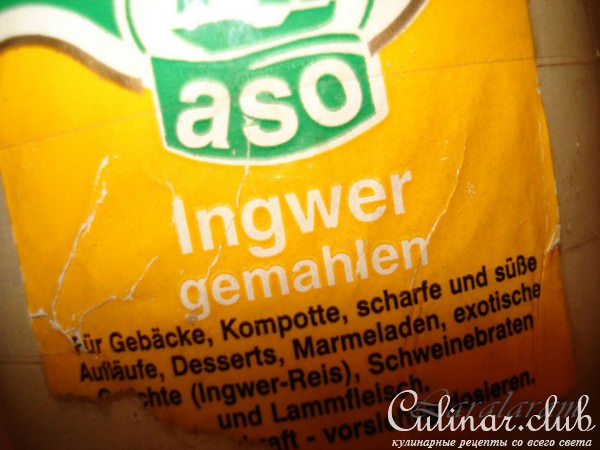 aso
Ingwer
gemahlen
für Gebäcke, Kompotte, scharfe und süße
Aufläufe, Desserts, Marmeladen, exotische
(Ingwer-Reis), Schweinebraten
und Lammfleisch.
Culinar.club
кулинарные рецепты со всего света